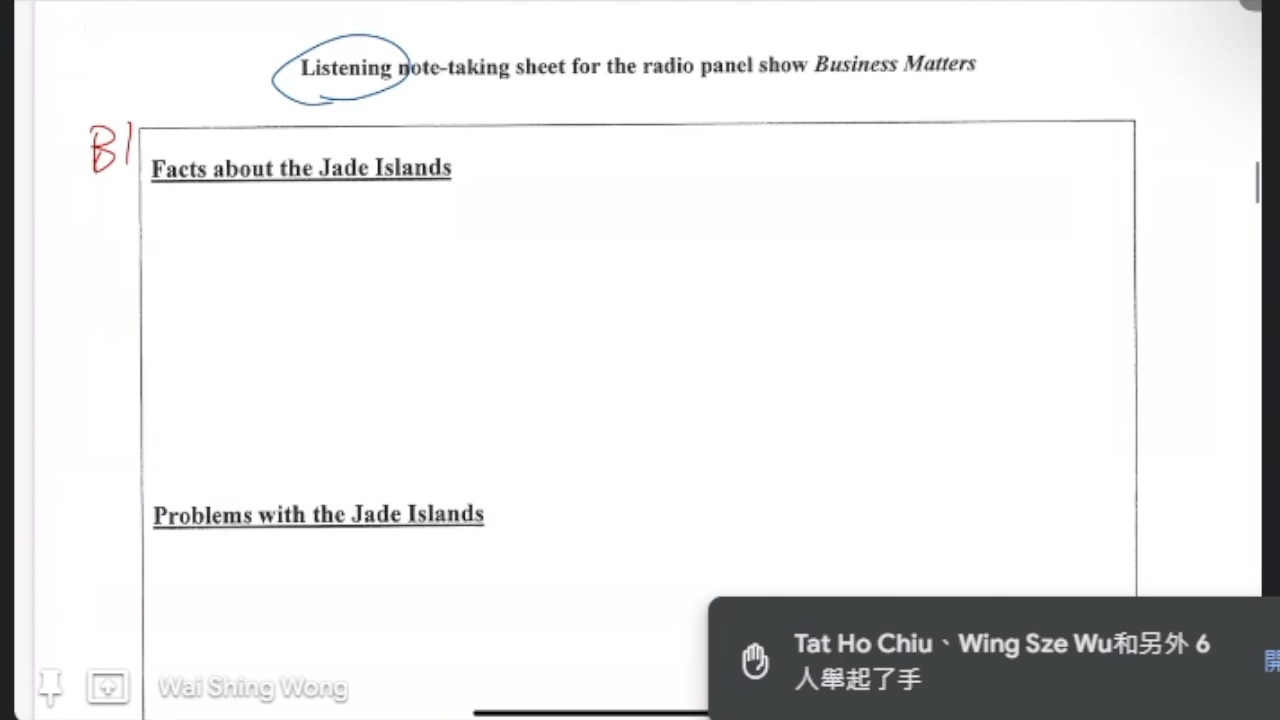 Listening note-taking sheet for the radio panel show Business Matters
B1
Facts about the Jade Islands
Problems with the Jade Islands
Tat Ho Chiu、Wing Sze Wu和另外 6
人舉起了手
開
Wai Shing Wong